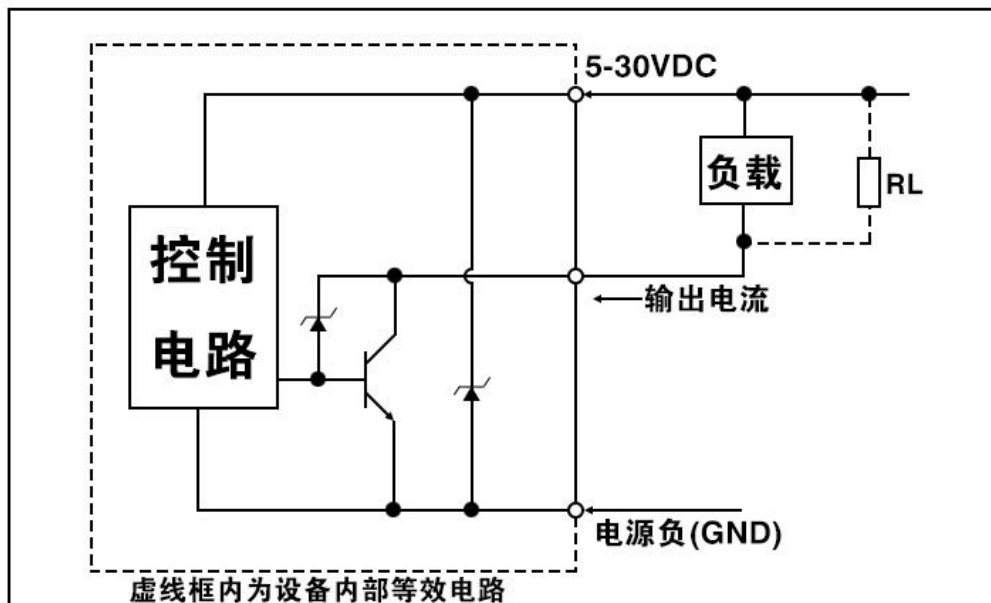 5-30VDC
负载
RL
控制
电路
输出电流
电源负(GND)
虚线框内为设备内部等效电路